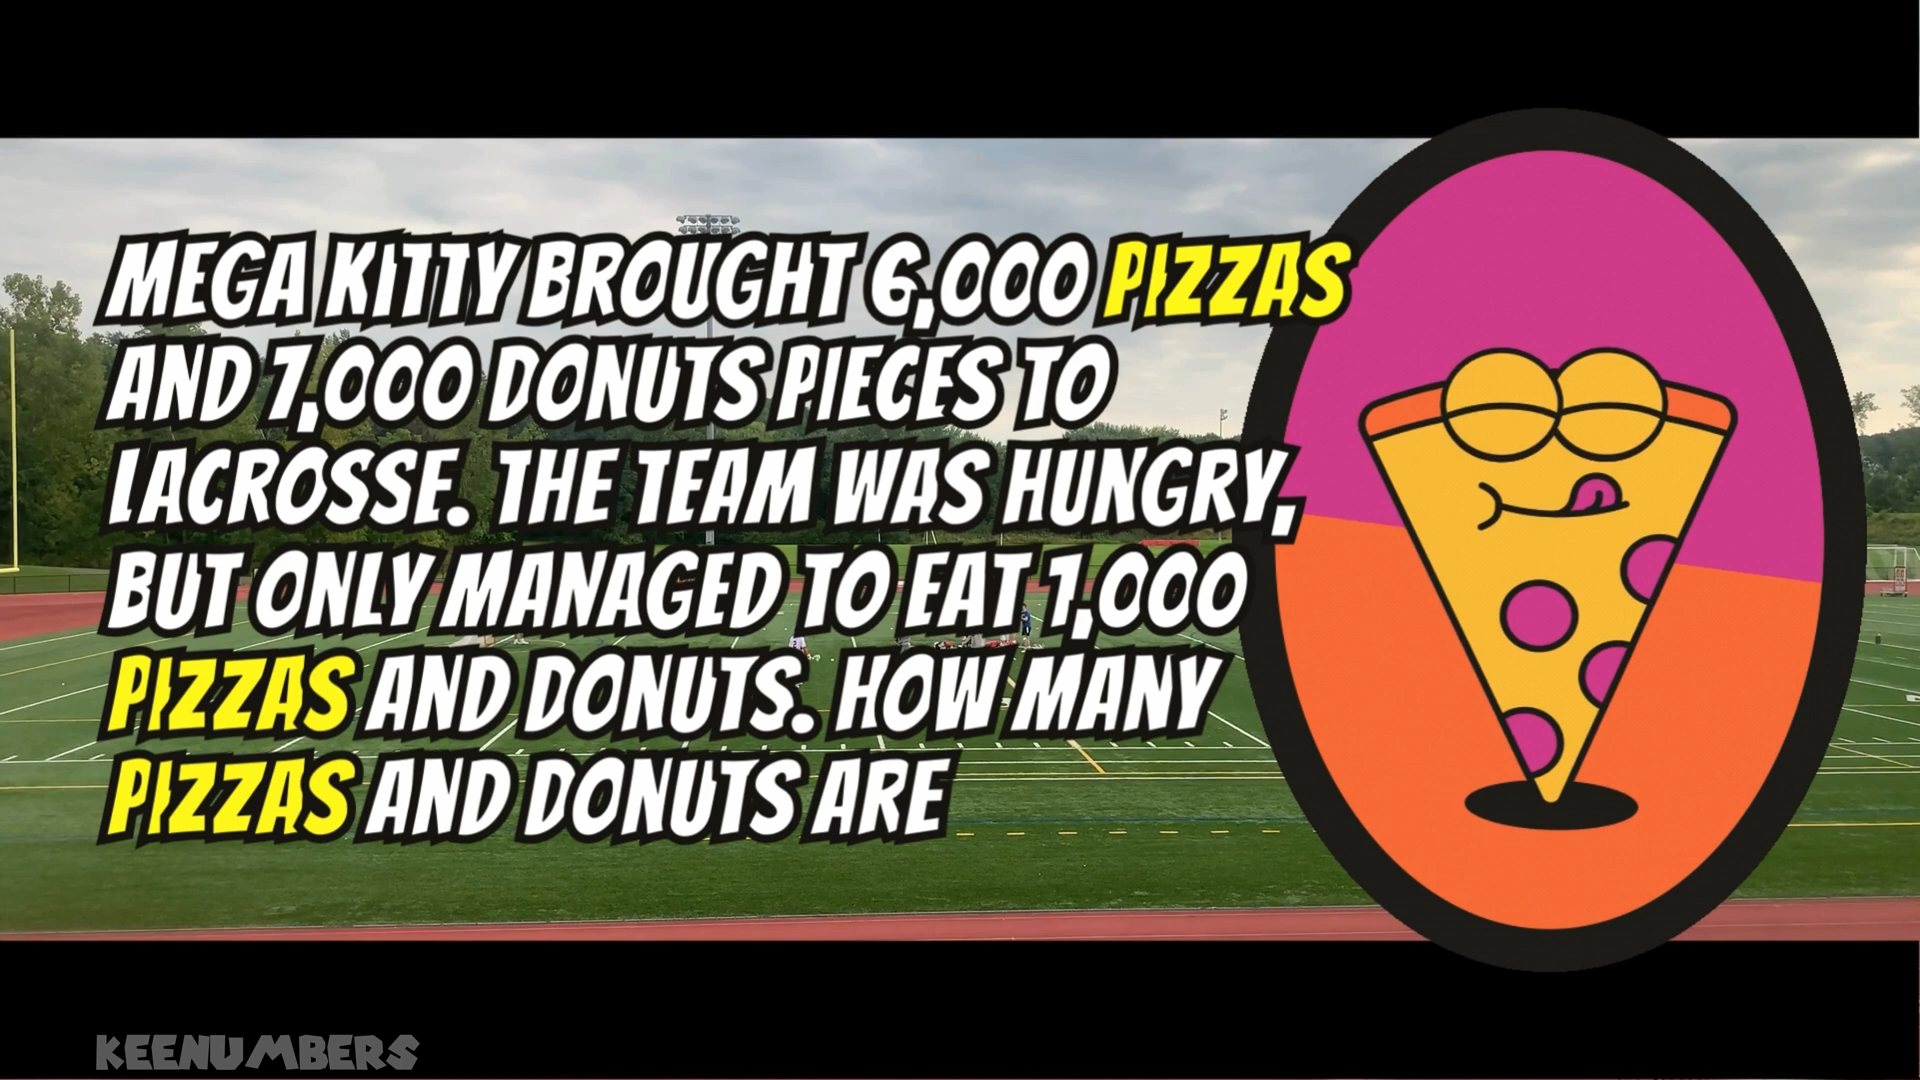 MEGA KITTY BROUGHT 6,000 PIZZAS
AND 7,000 DONUTS PIECES TO
LACROSSE. THE TEAM WAS HUNGRY,
BUT ONLY MANAGED TO EAT 1,000
PIZZAS AND DONUTS. HOW MANY
PIZZAS AND DONUTS ARE
KEENUMBERS